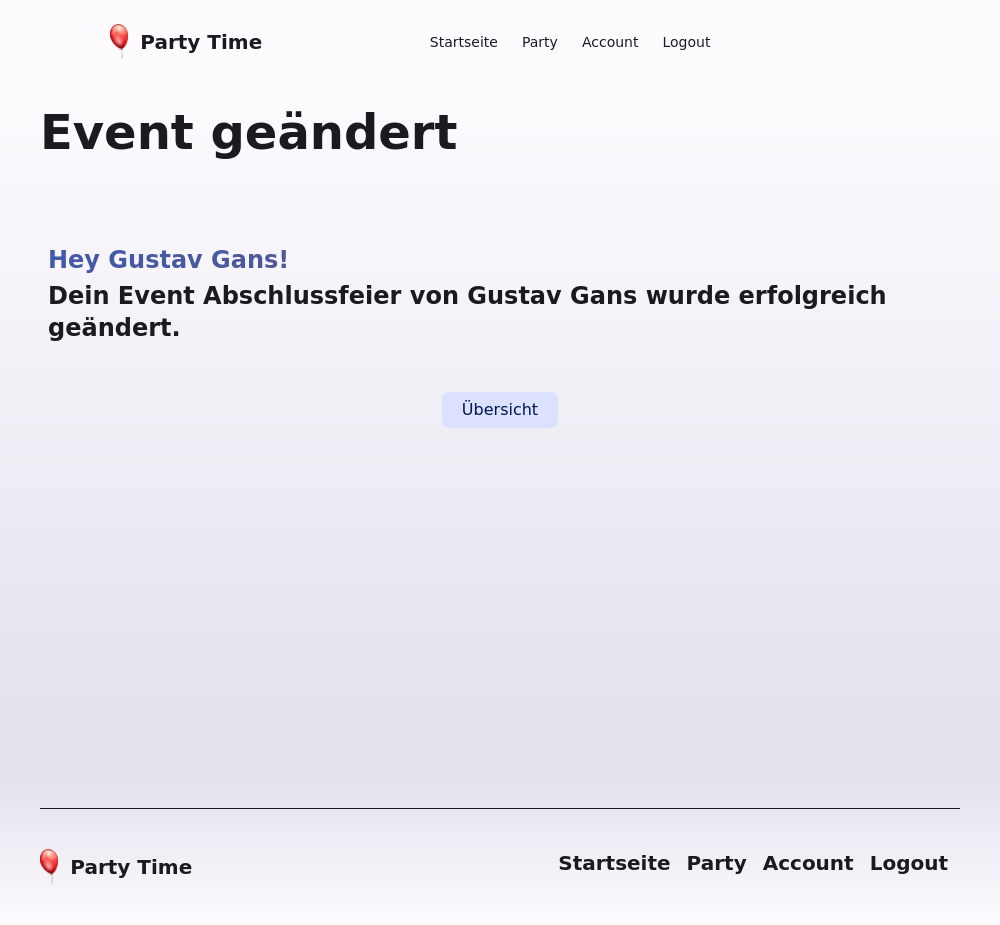 Party Time
Startseite Party Account Logout
Event geändert
Hey Gustav Gans!
Dein Event Abschlussfeier von Gustav Gans wurde erfolgreich
geändert.
Übersicht
Party Time
Startseite Party Account Logout